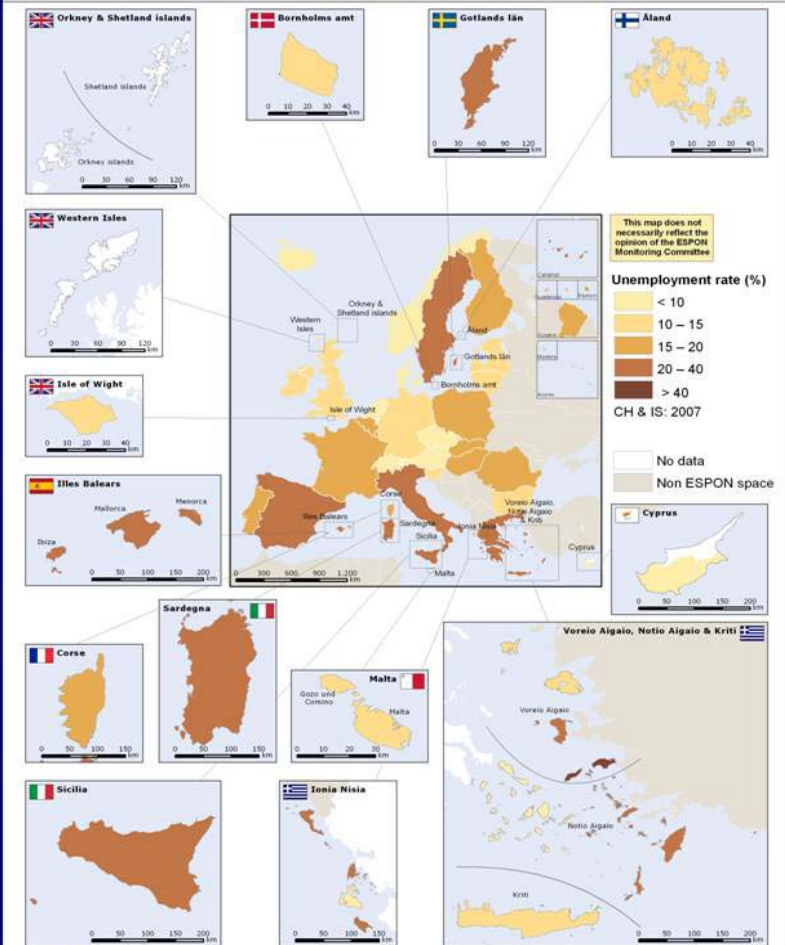 Orkney & Shetland islands
Shetland islands
Orkney islands
0 30 60 90 120
km
Bornholms amt
0 10 20 30 40
km
Gotlands län
0 30 60 90 120
km
Åland
0 20 40
km
Western Isles
0 30 60 90 120
km
Isle of Wight
0 10 20 30 40
km
Illes Balears
Mallorca
Menorca
Ibiza
0 50 100 150 200
km
Orkney &
Shetland islands
Western
Isles
Åland
Gotlands län
Bornholms amt
Isle of Wight
Corse
Illes Balears
Sardegna
Sicilia
Ionia Nisia
Malta
Voreio Aigaio,
Notio Aigaio
& Kriti
Cyprus
0 300 600 900 1.200
km
Canarias
Guyane
Madeira
This map does not
necessarily reflect the
opinion of the ESPON
Monitoring Committee
Unemployment rate (%)
< 10
10 – 15
15 – 20
20 – 40
> 40
CH & IS: 2007
No data
Non ESPON space
Cyprus
0 50 100 150 200
km
Corse
0 50 100 150
km
Sardegna
0 50 100 150
km
Malta
Gozo und
Comino
Malta
0 10 20 30
km
Voreio Aigaio, Notio Aigaio & Kriti
Voreio Aigaio
Notio Aigaio
Kriti
0 50 100 150 200
km
Sicilia
0 50 100 150 200
km
Ionia Nisia
0 50 100 150
km